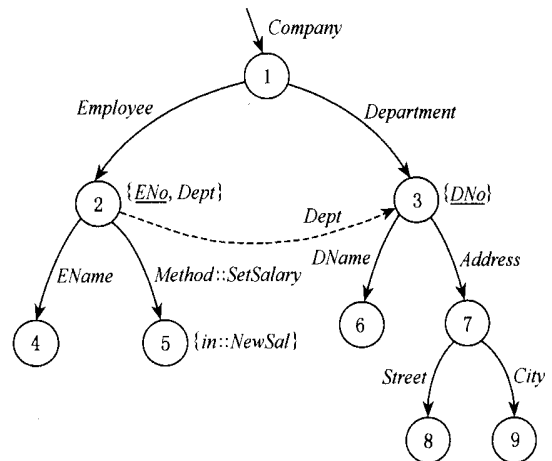 Company
1
Employee
Department
2
{ENo, Dept}
Dept
3
{DNo}
EName
Method::SetSalary
DName
Address
4
5
{in::NewSal}
6
7
Street
City
8
9